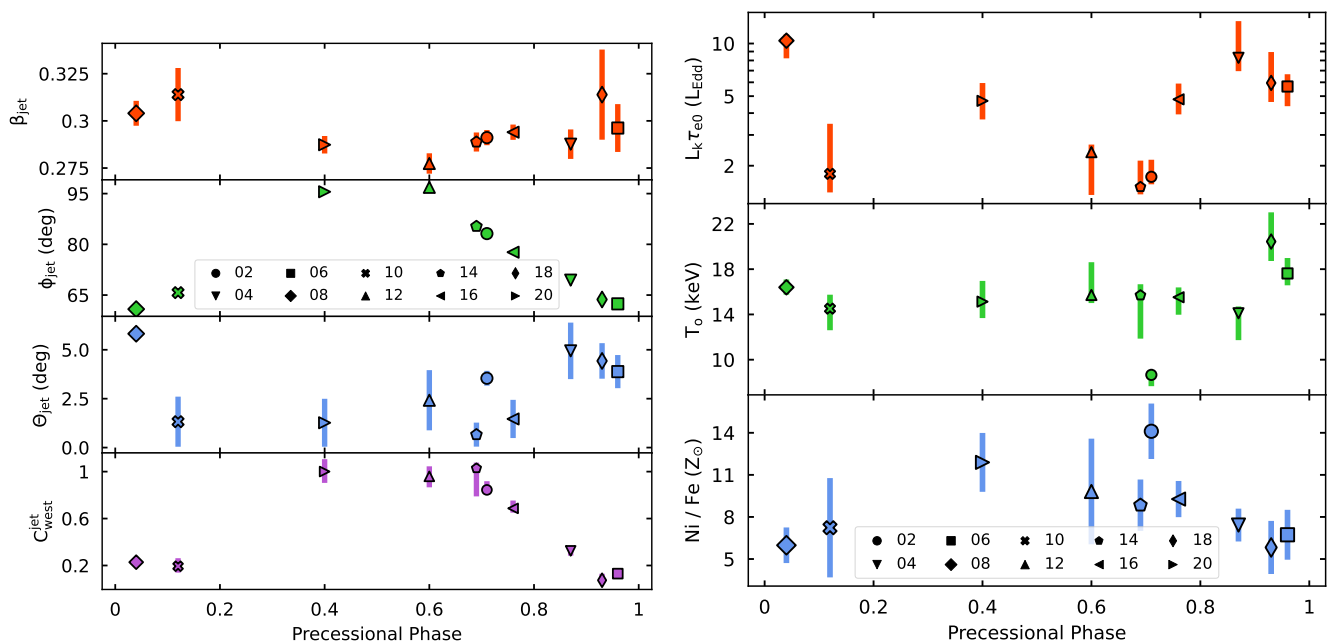 β_jet
0.325
0.3
0.275
ϕ_jet (deg)
95
80
65
02 06 10 14 18
04 08 12 16 20
Θ_jet (deg)
5.0
2.5
0.0
C^jet_west
1
0.6
0.2
0 0.2 0.4 0.6 0.8 1
Precessional Phase
L_k τ_e0 (L_Edd)
10
5
2
T_o (keV)
22
18
14
10
Ni / Fe (Z_⊙)
14
11
8
5
02 06 10 14 18
04 08 12 16 20
0 0.2 0.4 0.6 0.8 1
Precessional Phase